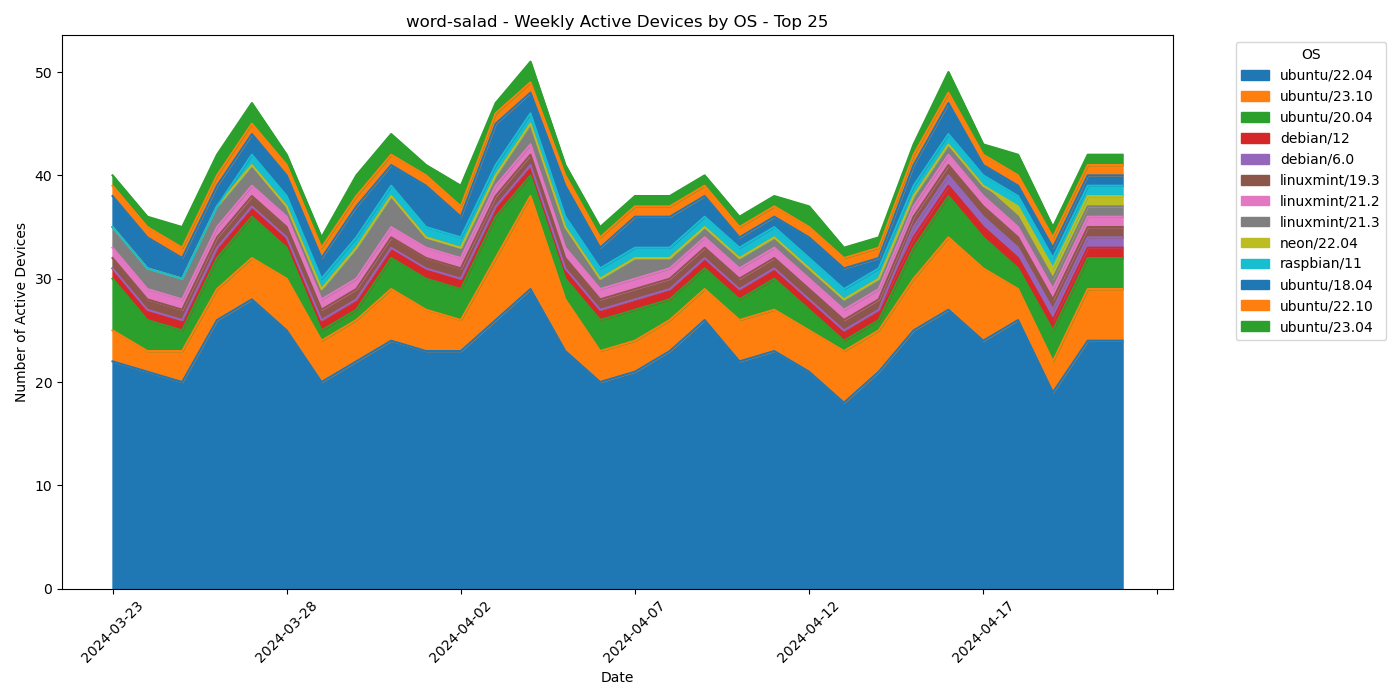 word-salad - Weekly Active Devices by OS - Top 25
Number of Active Devices
50
40
30
20
10
0
2024-03-23
2024-03-28
2024-04-02
2024-04-07
2024-04-12
2024-04-17
Date
OS
ubuntu/22.04
ubuntu/23.10
ubuntu/20.04
debian/12
debian/6.0
linuxmint/19.3
linuxmint/21.2
linuxmint/21.3
neon/22.04
raspbian/11
ubuntu/18.04
ubuntu/22.10
ubuntu/23.04